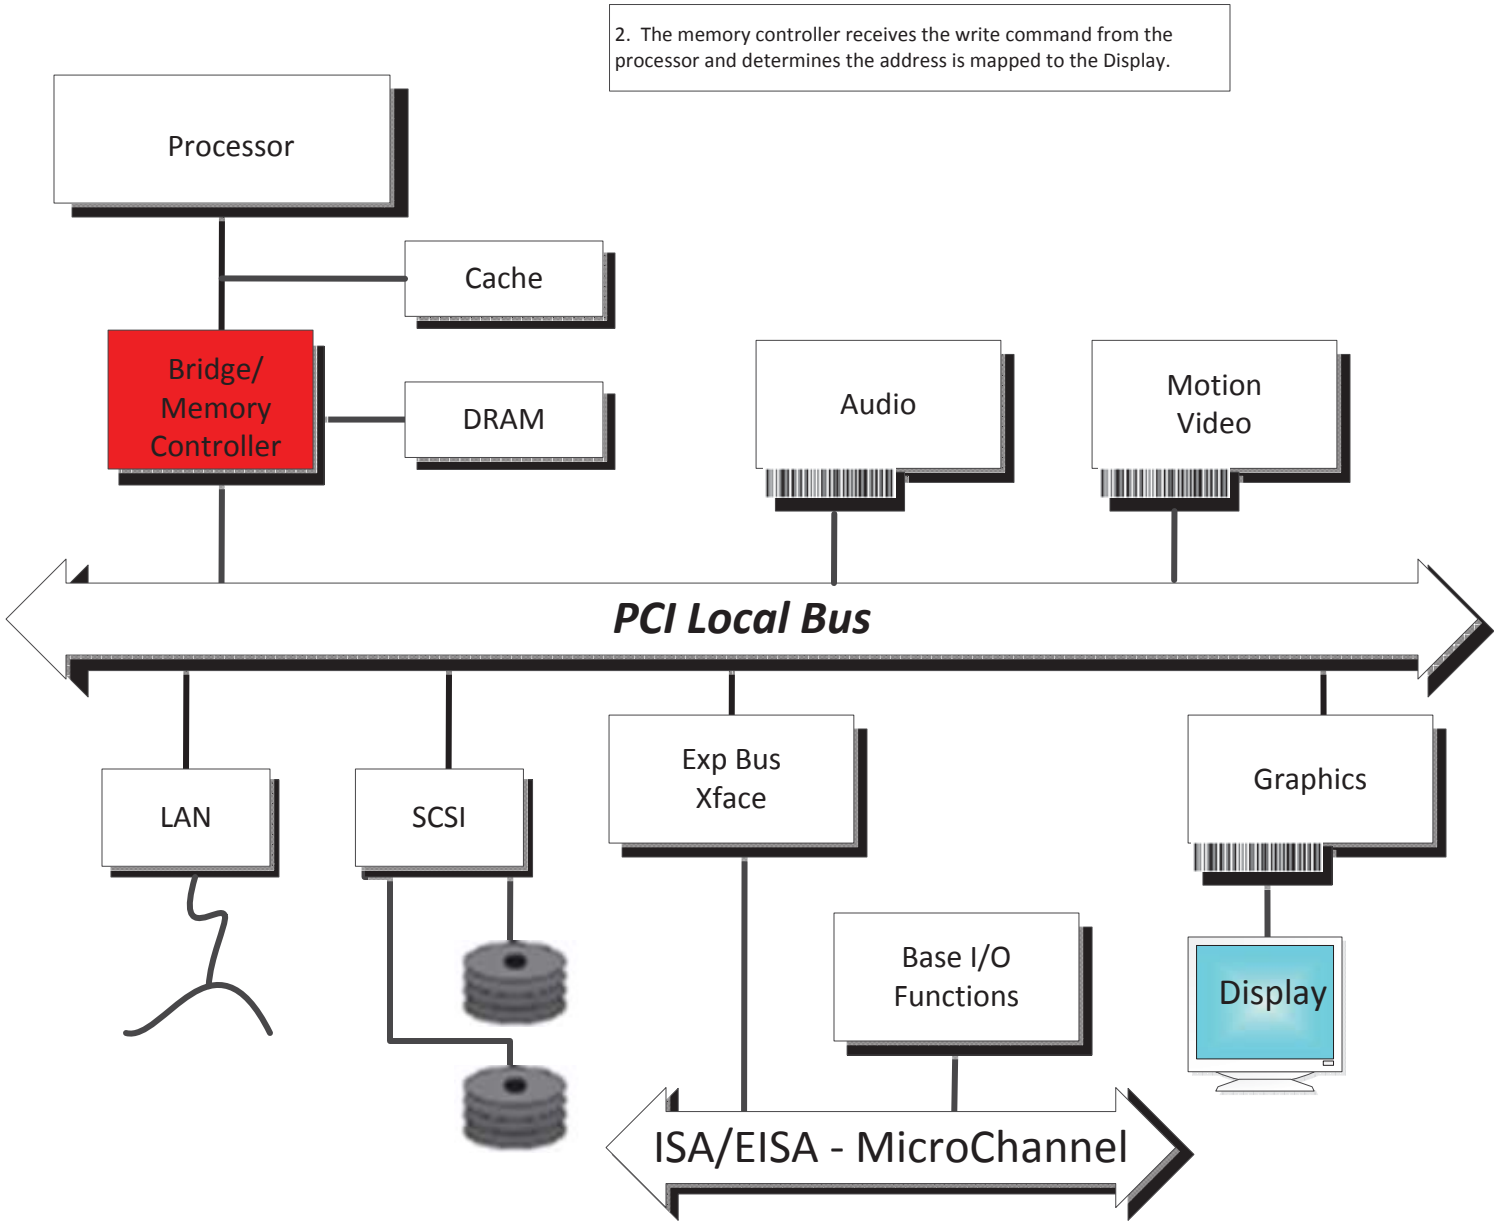 2.  The memory controller receives the write command from the
processor and determines the address is mapped to the Display.
Processor
Cache
Bridge/
Memory
Controller
DRAM
Audio
Motion
Video
PCI Local Bus
LAN
SCSI
Exp Bus
Xface
Graphics
Base I/O
Functions
Display
ISA/EISA - MicroChannel